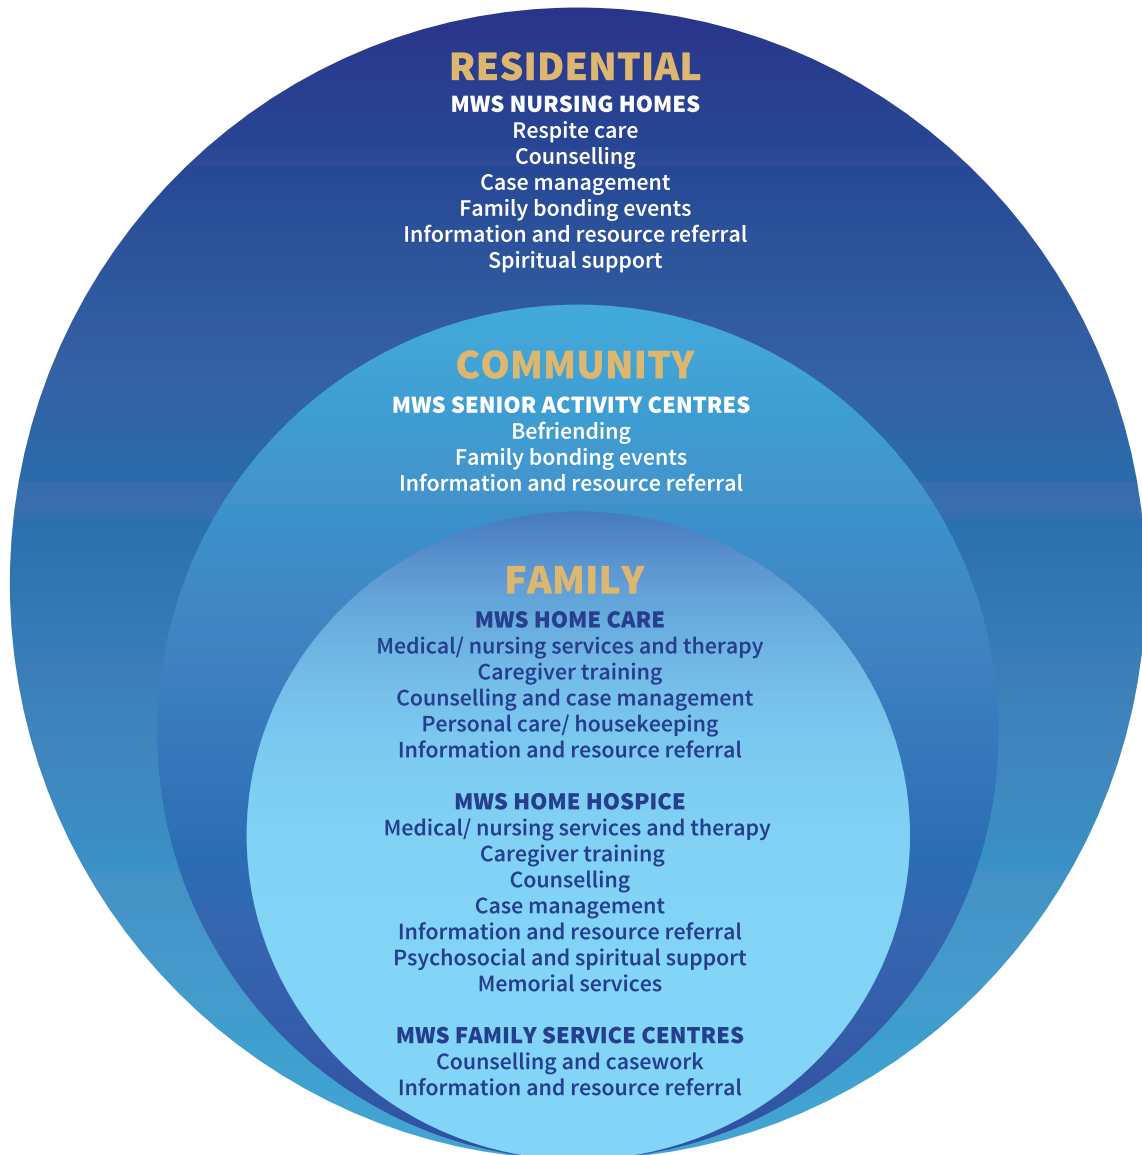 RESIDENTIAL
MWS NURSING HOMES
Respite care
Counselling
Case management
Family bonding events
Information and resource referral
Spiritual support
COMMUNITY
MWS SENIOR ACTIVITY CENTRES
Befriending
Family bonding events
Information and resource referral
FAMILY
MWS HOME CARE
Medical/ nursing services and therapy
Caregiver training
Counselling and case management
Personal care/ housekeeping
Information and resource referral
MWS HOME HOSPICE
Medical/ nursing services and therapy
Caregiver training
Counselling
Case management
Information and resource referral
Psychosocial and spiritual support
Memorial services
MWS FAMILY SERVICE CENTRES
Counselling and casework
Information and resource referral